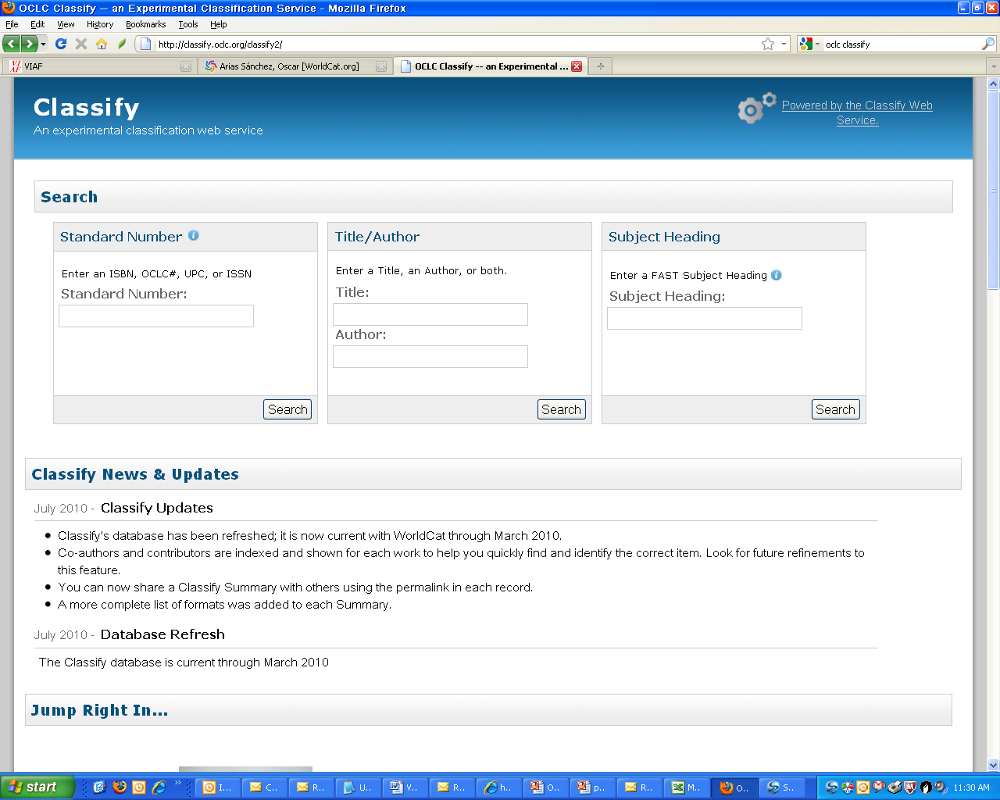 OCLC Classify -- an Experimental Classification Service - Mozilla Firefox
File Edit View History Bookmarks Tools Help
http://classify.oclc.org/classify2/
oclc classify
VIAF
Arias Sánchez, Oscar [WorldCat.org]
OCLC Classify -- an Experimental ...
Classify
An experimental classification web service
Powered by the Classify Web
Service.
Search
Standard Number
Enter an ISBN, OCLC#, UPC, or ISSN
Standard Number:
Search
Title/Author
Enter a Title, an Author, or both.
Title:
Author:
Search
Subject Heading
Enter a FAST Subject Heading
Subject Heading:
Search
Classify News & Updates
July 2010 - Classify Updates
Classify's database has been refreshed; it is now current with WorldCat through March 2010.
Co-authors and contributors are indexed and shown for each work to help you quickly find and identify the correct item. Look for future refinements to
this feature.
You can now share a Classify Summary with others using the permalink in each record.
A more complete list of formats was added to each Summary.
July 2010 - Database Refresh
The Classify database is current through March 2010
Jump Right In...
start
I... C.. R... U.. V... R... h... O.. p... R... M.. O.. S..
11:30 AM